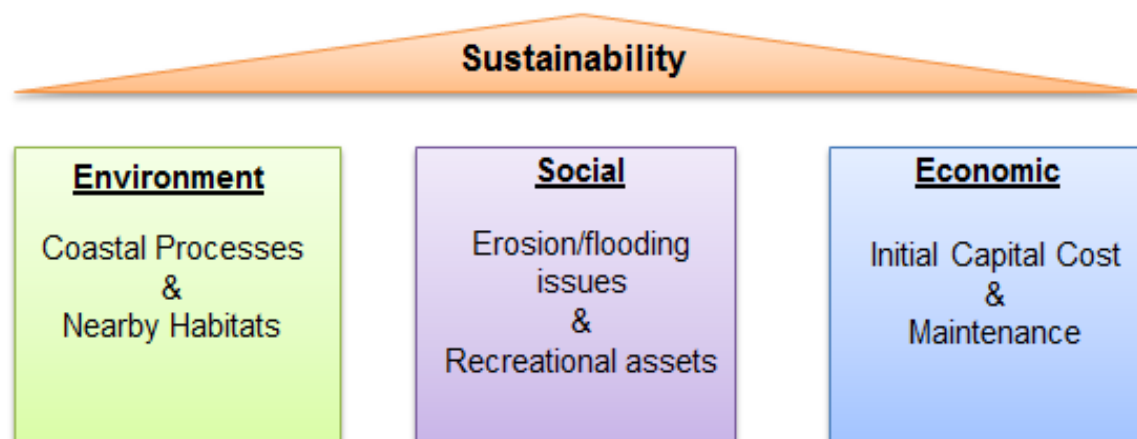 Sustainability
Environment
Coastal Processes
&
Nearby Habitats
Social
Erosion/flooding
issues
&
Recreational assets
Economic
Initial Capital Cost
&
Maintenance